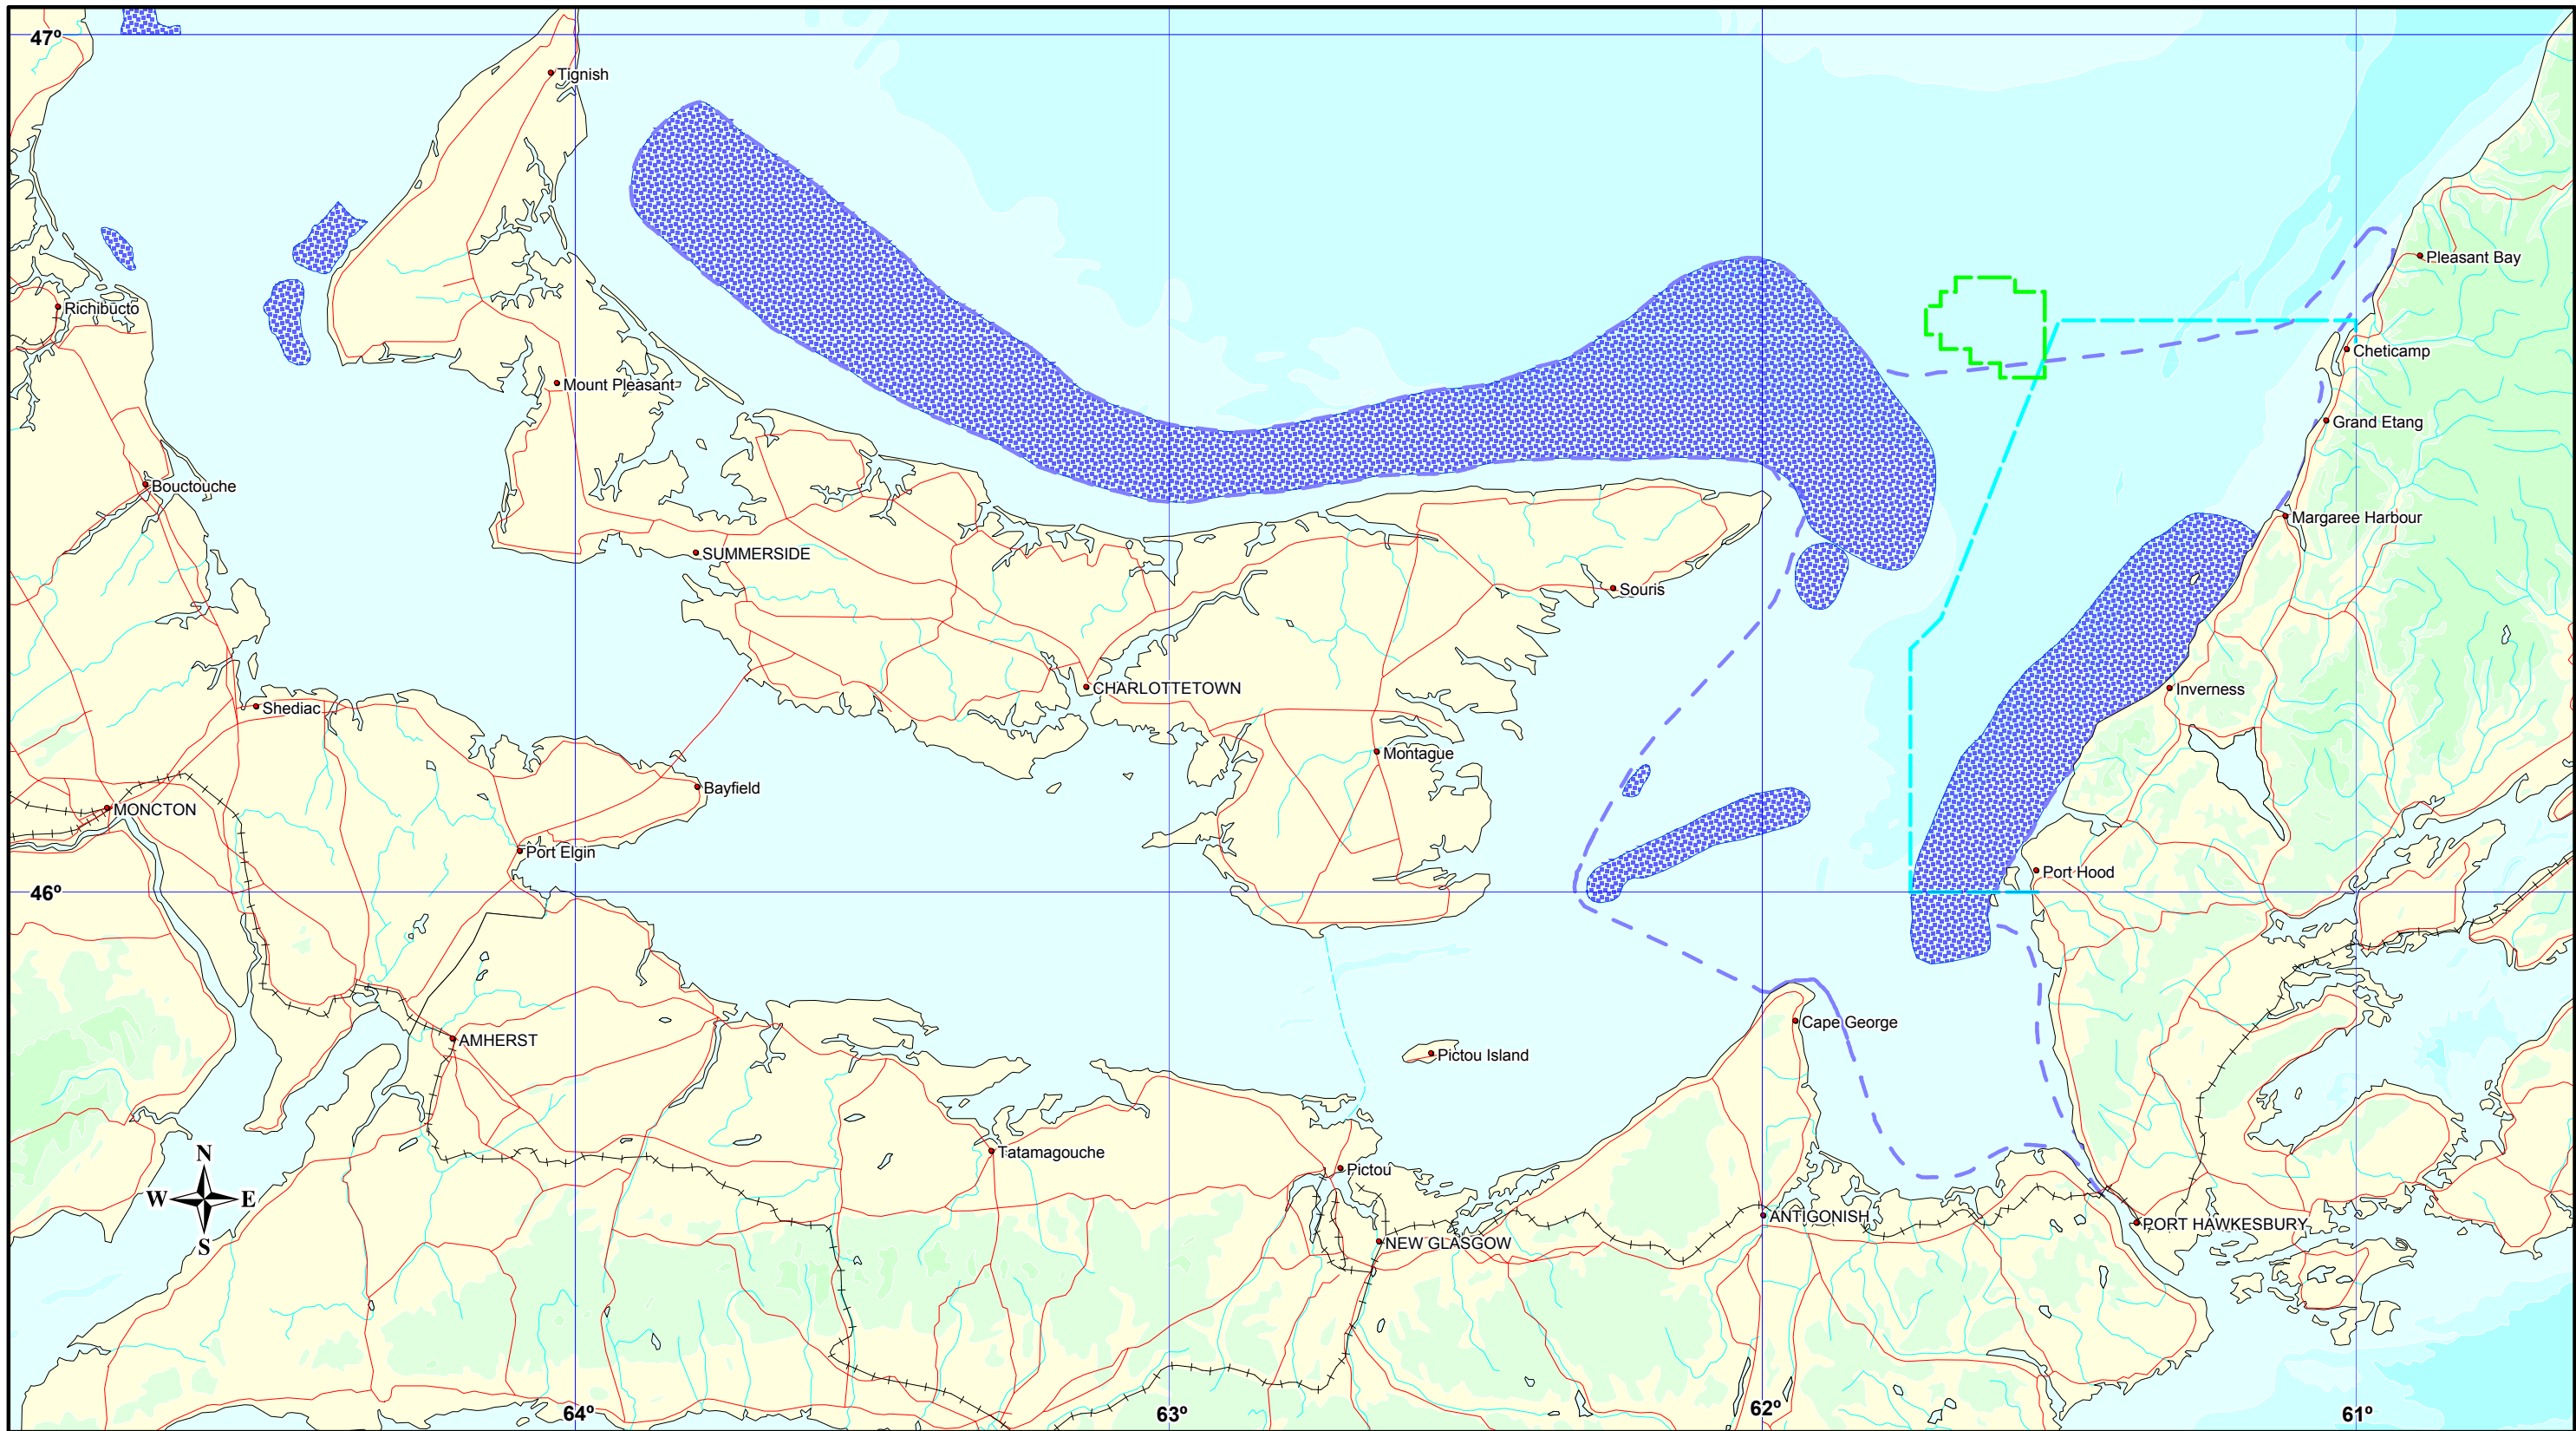 47º
Tignish
Pleasant Bay
Richibucto
Cheticamp
Mount Pleasant
Grand Etang
Bouctouche
Margaree Harbour
SUMMERSIDE
Souris
CHARLOTTETOWN
Inverness
Shediac
Montague
Bayfield
MONCTON
Port Elgin
Port Hood
46º
Cape George
AMHERST
Pictou Island
N
Tatamagouche
Pictou
W
E
ANTIGONISH
PORT HAWKESBURY
NEW GLASGOW
S
64º
63º
62º
61º